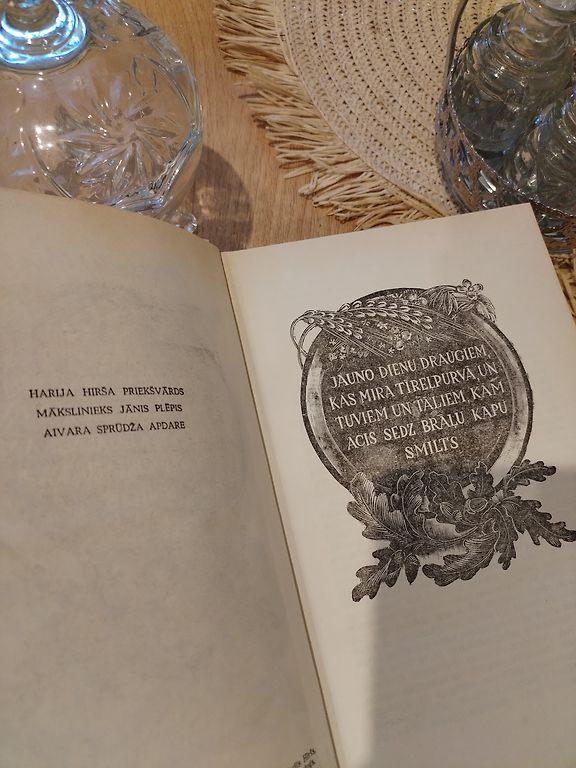 HARIJA HIRŠA PRIEKŠVĀRDS
MĀKSLINIEKS JĀNIS PLĒPIS
AIVARA SPRŪDŽA APDARE
JAUNO DIENU DRAUGIEM,
KAS MIRA TĪREĻPURVĀ UN
TUVIEM UN TĀLIEM, KAM
ACIS SEDZ BRĀĻU KAPU
SMILTS